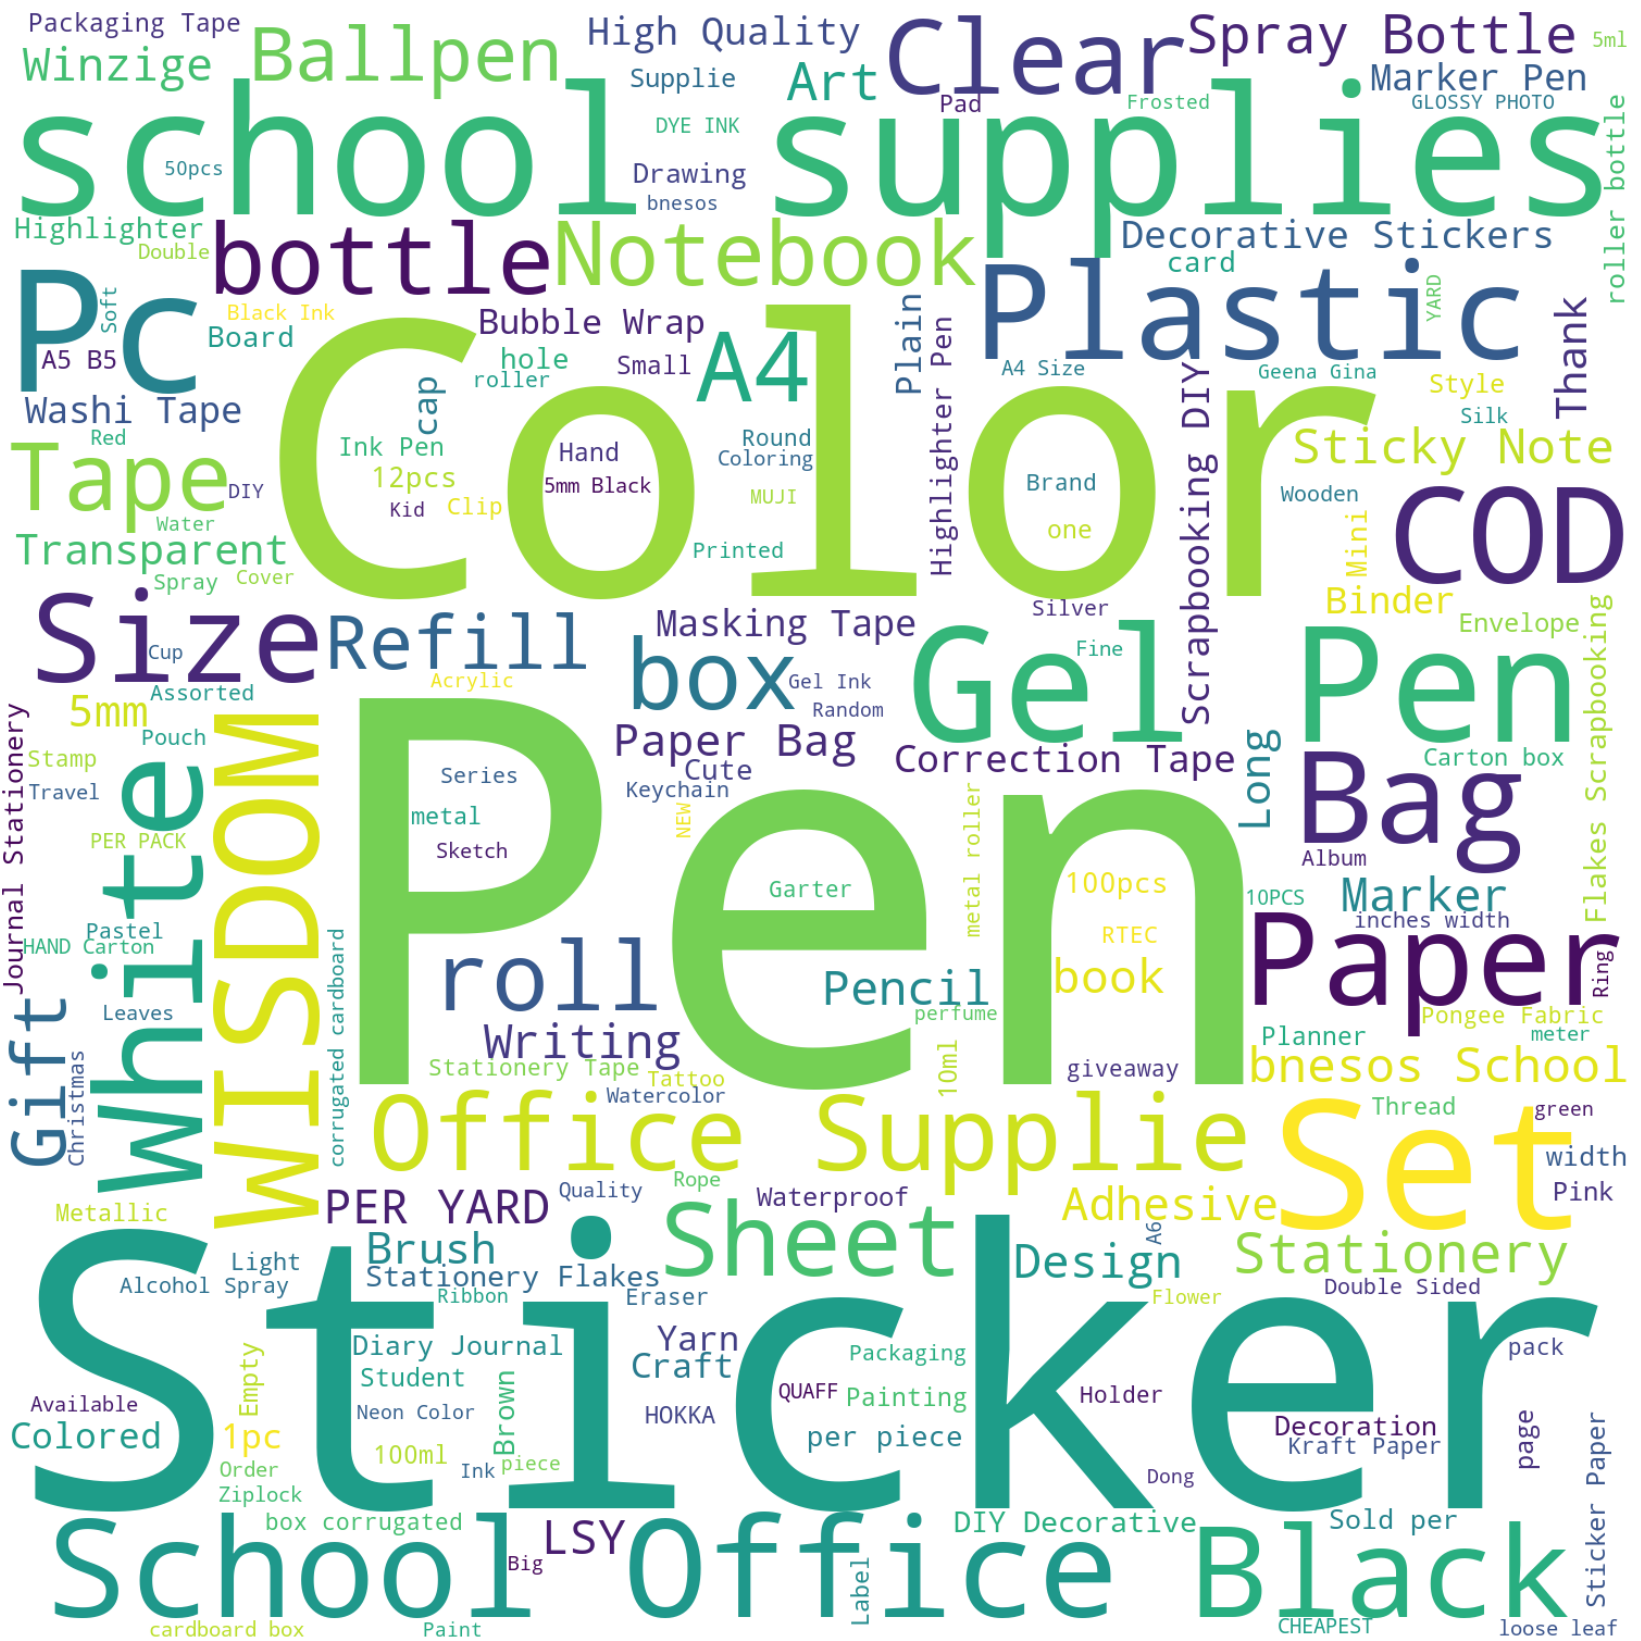 Packaging Tape
Winzige
Ballpen
High Quality
Clear
Spray Bottle
5ml
Supplie
Art
Marker Pen
school supplies
Pad
Frosted
GLOSSY PHOTO
DYE INK
roller bottle
50pcs
Drawing
bnesos
Highlighter
Double
bottle
Notebook
Decorative Stickers
card
Pc
Soft
Plastic
YARD
Black Ink
Board
Bubble Wrap
A4
Plain
Thank
A5 B5
hole
Small
roller
A4 Size
Geena Gina
Style
Washi Tape
cap
Color
Highlighter Pen
Scrapbooking DIY
Silk
Red
Ink Pen
Hand
Round
Coloring
Sticky Note
Tape
DIY
12pcs
5mm Black
MUJI
Brand
Wooden
COD
Kid
Clip
one
Mini
Water
Transparent
Printed
Spray
Cover
Size
Refill
Masking Tape
Silver
Binder
Envelope
Flakes Scrapbooking
Cup
box
Gel Pen
Fine
Assorted
Acrylic
Gel Ink
5mm
Random
Journal Stationery
Pouch
Paper Bag
Correction Tape
Long
Bag
Carton box
Stamp
White
WISDOM
Pen
Series
Cute
Travel
Keychain
metal
NEW
metal roller
PER PACK
Sketch
Album
Garter
100pcs
10PCS
Marker
inches width
Pastel
HAND Carton
corrugated cardboard
roll
RTEC
Paper
Ring
Pencil
book
Gift
Leaves
perfume
Pongee Fabric
Writing
Planner
meter
Christmas
Stationery Tape
Tattoo
10ml
giveaway
bnesos School
Watercolor
Office Supplie
Set
Thread
green
width
Rope
PER YARD
Quality
Waterproof
Adhesive
Pink
Metallic
Sheet
A6
Brush
Light
Design
Stationery
Alcohol Spray
Stationery Flakes
Double Sided
Ribbon
Eraser
Flower
Sticker
Diary Journal
Yarn
Packaging
pack
Empty
Craft
Student
Brown
QUAFF
Painting
Holder
Available
Neon Color
HOKKA
Colored
1pc
per piece
Decoration
Kraft Paper
page
Sticker Paper
100ml
Order
Ink
piece
Dong
Ziplock
box corrugated
School
LSY
Office
DIY Decorative
Black
Sold per
Big
Label
cardboard box
Paint
CHEAPEST
loose leaf